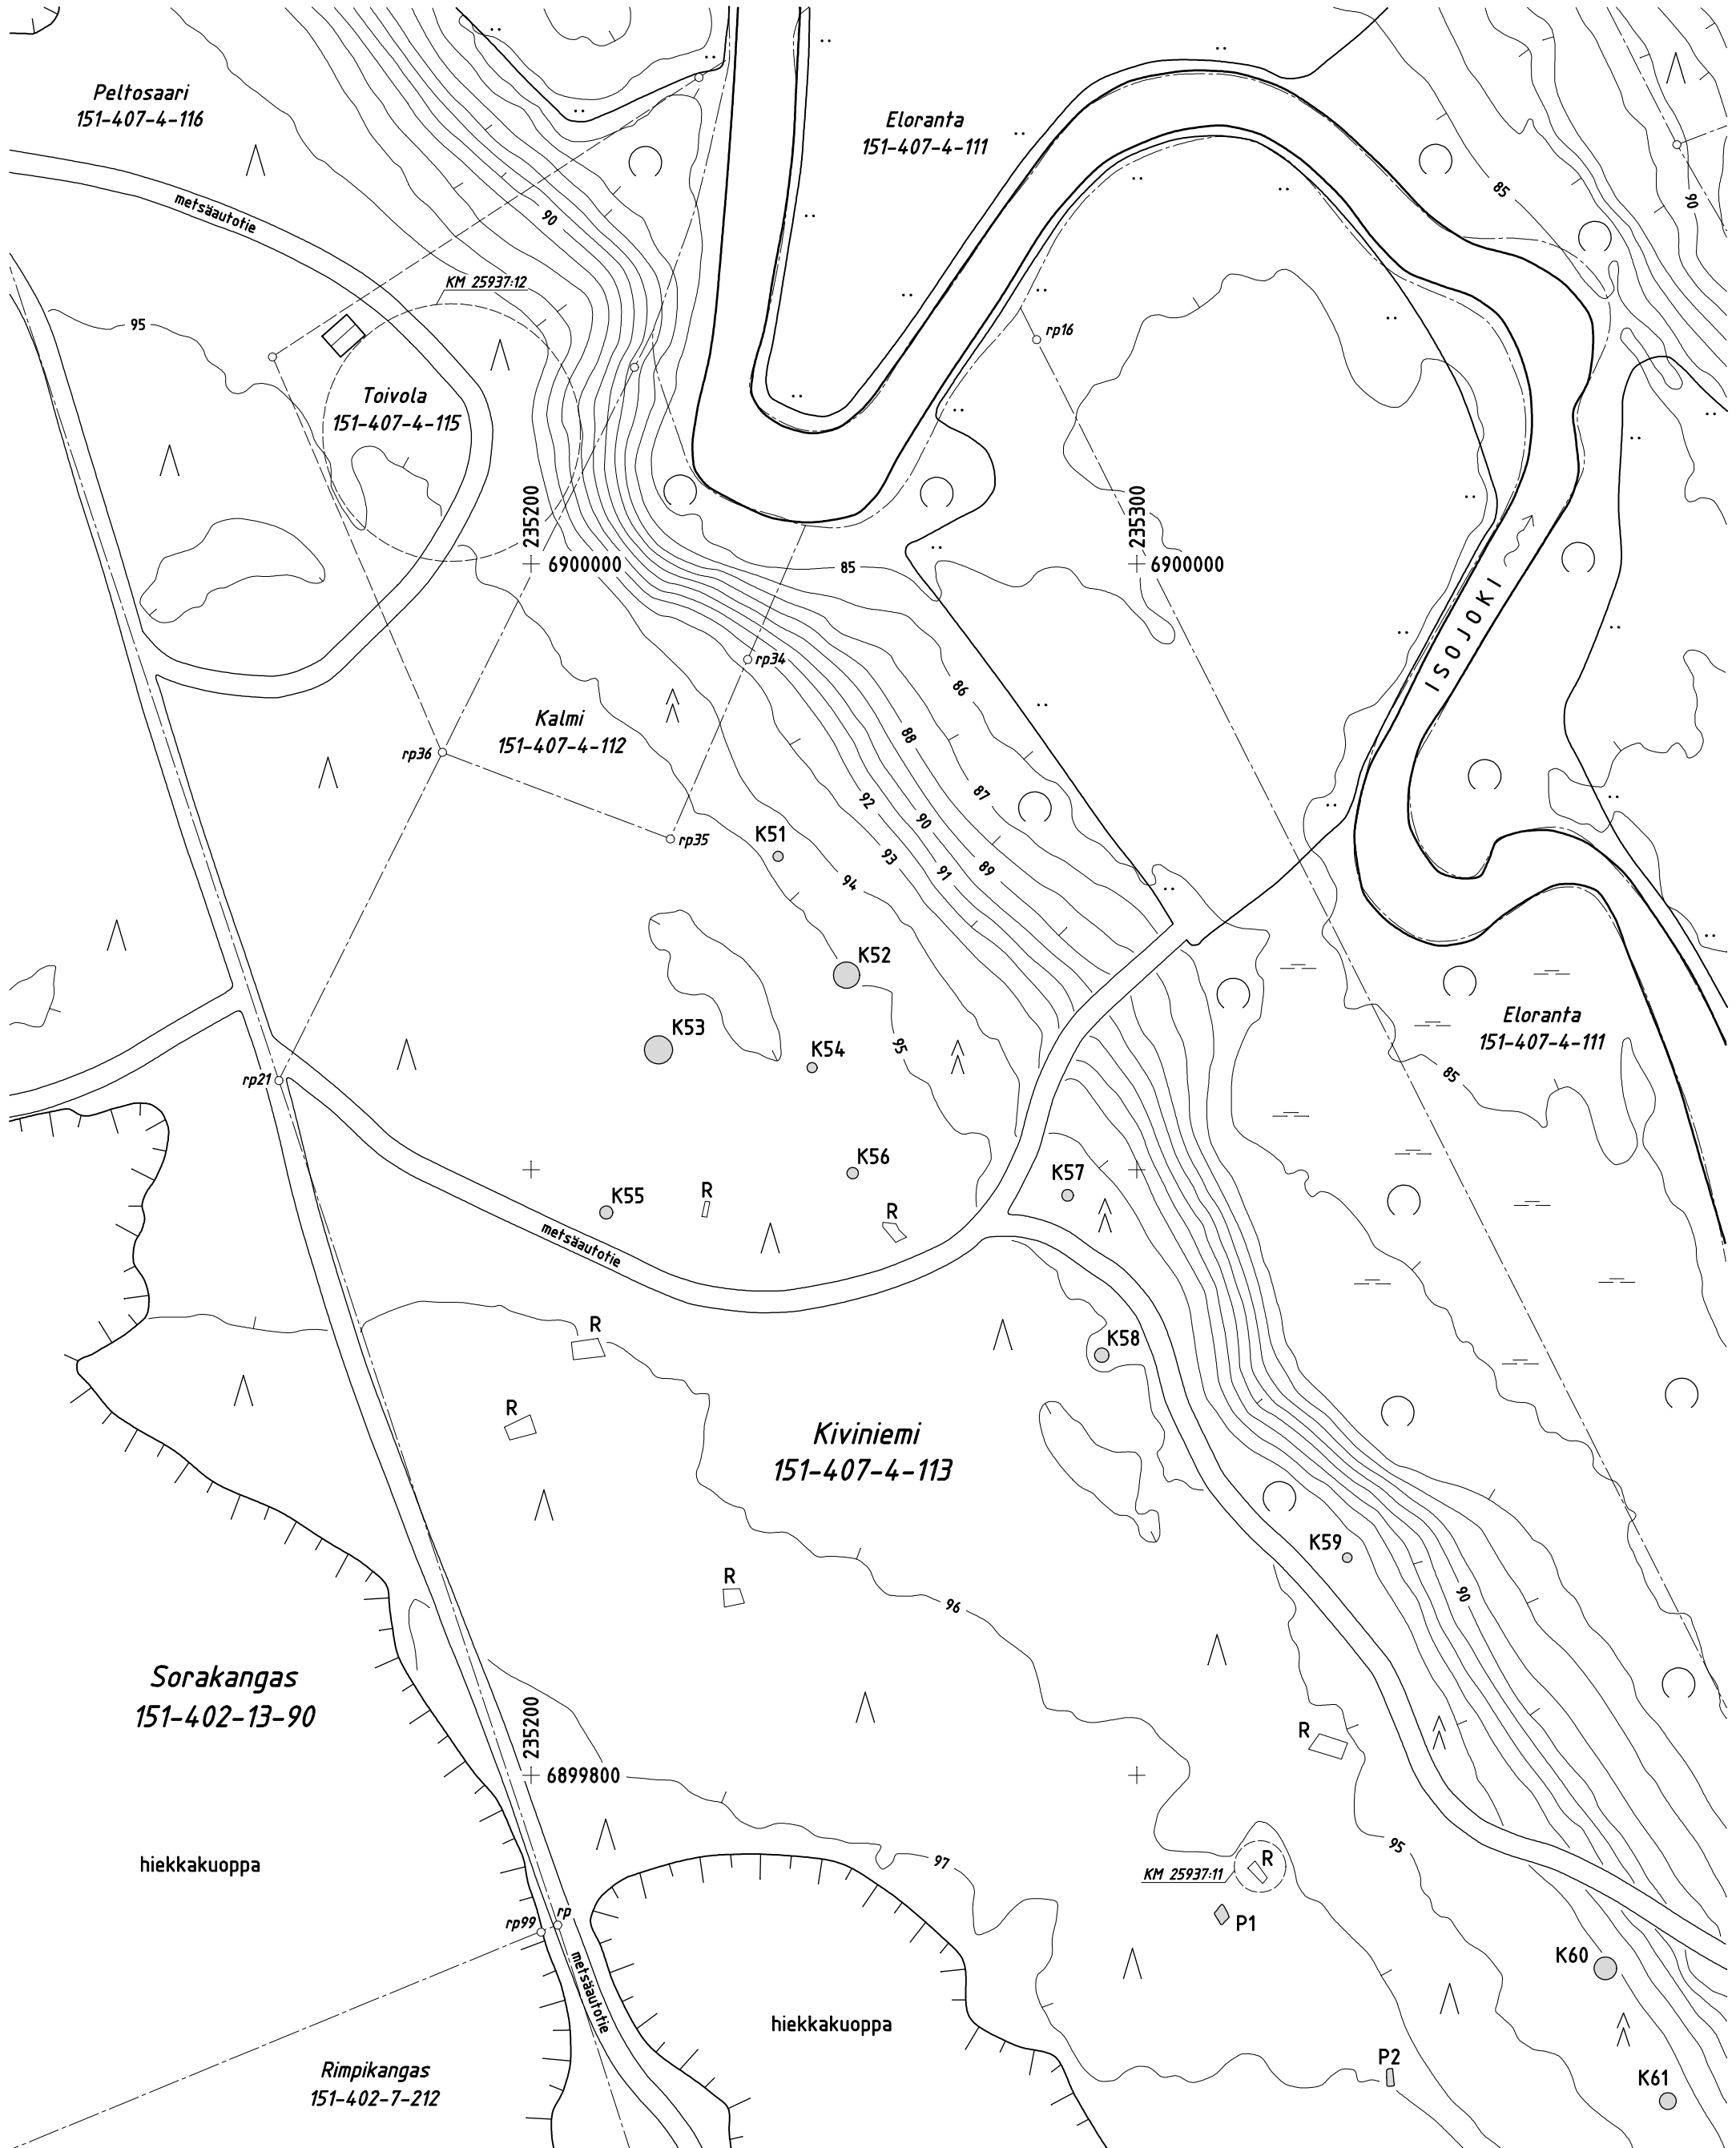 Peltosaari
151-407-4-116
Eloranta
151-407-4-111
metsäautotie
90
85
90
KM 25937:12
95
rp16
Toivola
151-407-4-115
235200
6900000
235300
6900000
85
ISOJOKI
rp34
86
Kalmi
151-407-4-112
88
rp36
87
92
90
rp35
K51
93
91
89
94
K52
K53
95
K54
Eloranta
151-407-4-111
rp21
85
K56
K57
K55
R
R
metsäautotie
R
K58
R
Kiviniemi
151-407-4-113
K59
R
96
90
Sorakangas
151-402-13-90
235200
6899800
R
95
hiekkakuoppa
97
KM 25937:11
R
rp99
rp
P1
metsäautotie
K60
hiekkakuoppa
Rimpikangas
151-402-7-212
P2
K61